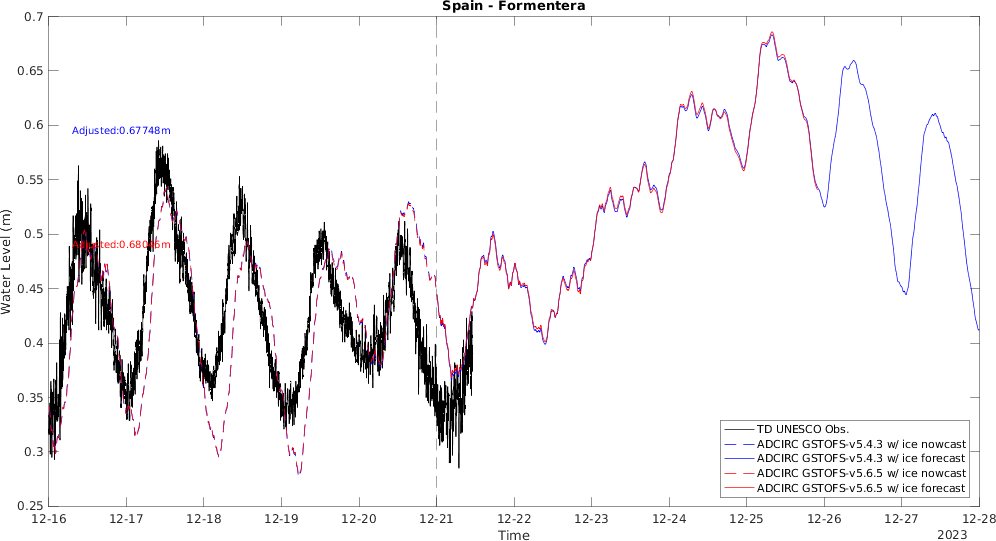 Spain - Formentera
0.7
0.65
0.6
0.55
0.5
0.45
0.4
0.35
0.3
0.25
Water Level (m)
Adjusted:0.67748m
TD UNESCO Obs.
ADCIRC GSTOFS-v5.4.3 w/ ice nowcast
ADCIRC GSTOFS-v5.4.3 w/ ice forecast
ADCIRC GSTOFS-v5.6.5 w/ ice nowcast
ADCIRC GSTOFS-v5.6.5 w/ ice forecast
12-16 12-17 12-18 12-19 12-20 12-21 12-22 12-23 12-24 12-25 12-26 12-27 12-28
Time
2023